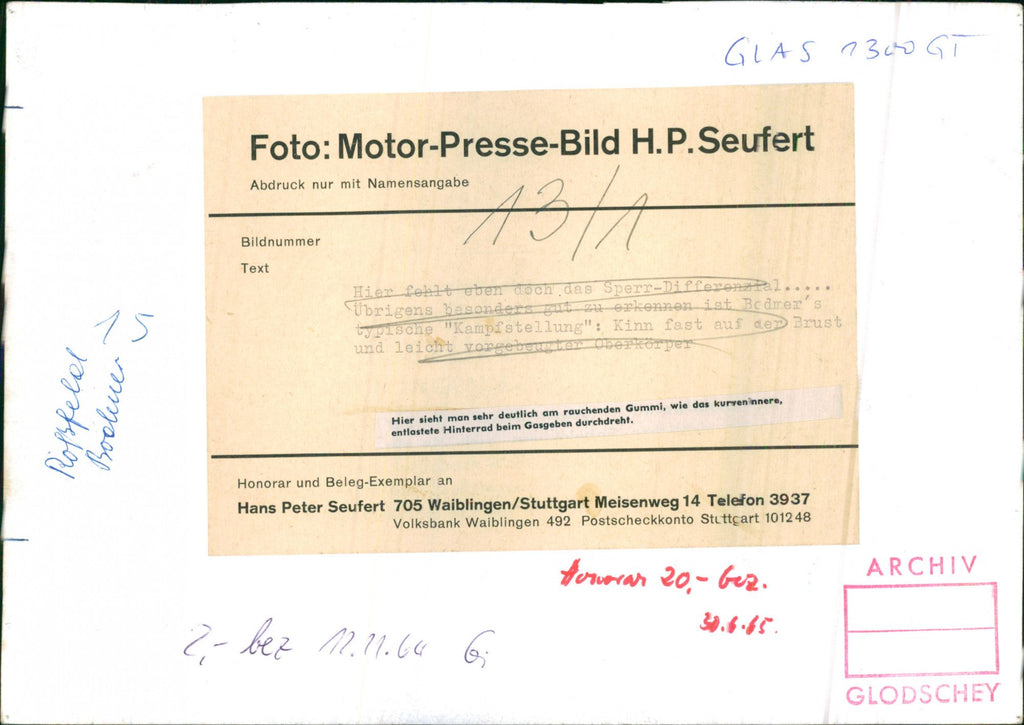 GLAS 1300 GT
Foto: Motor-Presse-Bild H.P. Seufert
Abdruck nur mit Namensangabe
13/1
Bildnummer
Text
Hier fehlt eben doch das Sperr-Differenzial.....
Übrigens besonders gut zu erkennen ist Bodmer's
typische "Kampfstellung": Kinn fast auf der Brust
und leicht vorgebeugter Oberkörper
Hier sieht man sehr deutlich am rauchenden Gummi, wie das kurveninnere,
entlastete Hinterrad beim Gasgeben durchdreht.
Honorar und Beleg-Exemplar an
Hans Peter Seufert 705 Waiblingen/Stuttgart Meisenweg 14 Telefon 3937
Volksbank Waiblingen 492 Postscheckkonto Stuttgart 101248
Roßfeld
Bodmer
Honorar 20,- bez.
30.6.65.
2,- bez 12.11.64
ARCHIV
GLODSCHEY